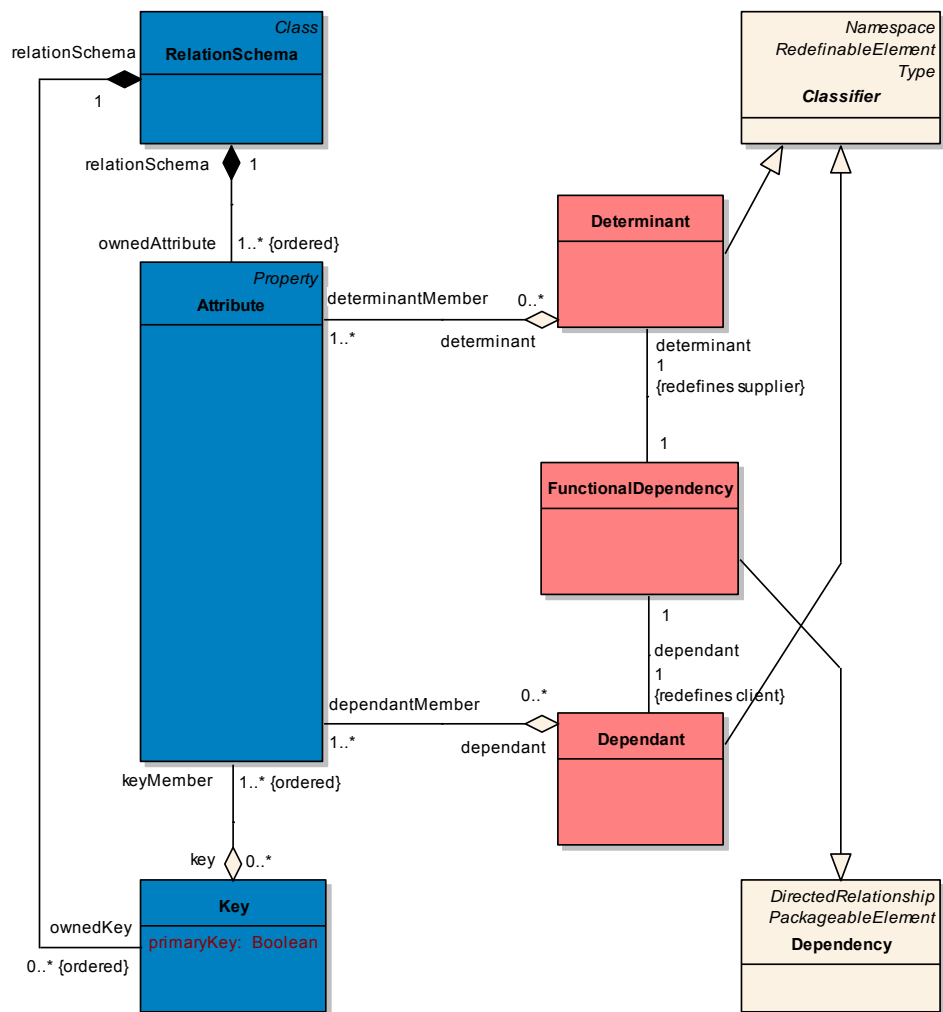 Class
RelationSchema
relationSchema
1
relationSchema
1
ownedAttribute
1..* {ordered}
Namespace
RedefinableElement
Type
Classifier
Property
Attribute
Determinant
determinantMember
0..*
1..*
determinant
determinant
1
{redefines supplier}
1
FunctionalDependency
1
dependant
1
{redefines client}
dependantMember
0..*
1..*
dependant
Dependant
keyMember
1..* {ordered}
key
0..*
Key
primaryKey: Boolean
ownedKey
0..* {ordered}
DirectedRelationship
PackageableElement
Dependency